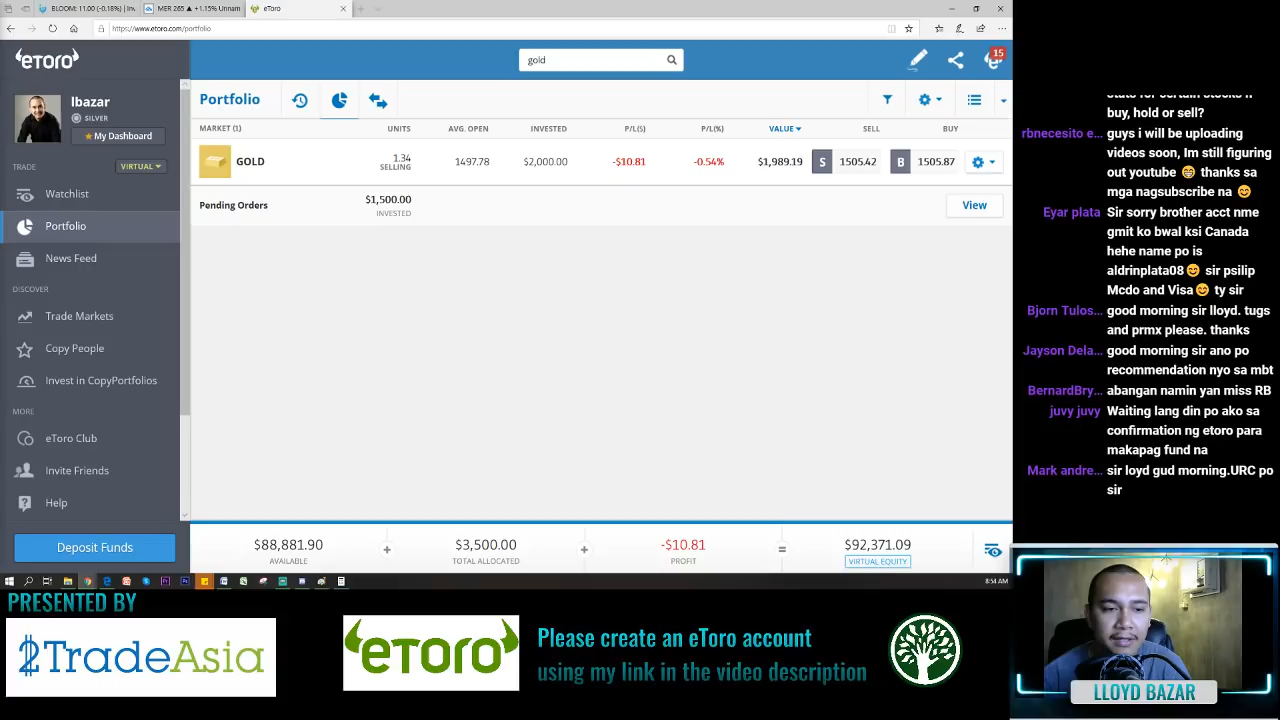 BLOOM: 11.00 (-0.18%) | Inv
MER 265 ▲ +1.15% Unnam
eToro
https://www.etoro.com/portfolio
eToro
gold
15
lbazar
SILVER
★ My Dashboard
TRADE
VIRTUAL
Watchlist
Portfolio
News Feed
DISCOVER
Trade Markets
Copy People
Invest in CopyPortfolios
MORE
eToro Club
Invite Friends
Help
Deposit Funds
Portfolio
MARKET (1) UNITS AVG. OPEN INVESTED P/L($) P/L(%) VALUE SELL BUY
GOLD 1.34 SELLING 1497.78 $2,000.00 -$10.81 -0.54% $1,989.19 S 1505.42 B 1505.87
Pending Orders $1,500.00 INVESTED View
$88,881.90 + $3,500.00 + -$10.81 = $92,371.09
AVAILABLE TOTAL ALLOCATED PROFIT VIRTUAL EQUITY
8:54 AM
buy, hold or sell?
rbnecesito e... guys i will be uploading
videos soon, Im still figuring
out youtube 😁 thanks sa
mga nagsubscribe na 😊
Eyar plata Sir sorry brother acct nme
gmit ko bwal ksi Canada
hehe name po is
aldrinplata08😊 sir psilip
Mcdo and Visa😊 ty sir
Bjorn Tulos... good morning sir lloyd. tugs
and prmx please. thanks
Jayson Dela... good morning sir ano po
recommendation nyo sa mbt
BernardBry... abangan namin yan miss RB
juvy juvy Waiting lang din po ako sa
confirmation ng etoro para
makapag fund na
Mark andre... sir loyd gud morning.URC po
sir
PRESENTED BY
2TradeAsia
eToro
Please create an eToro account
using my link in the video description
LLOYD BAZAR